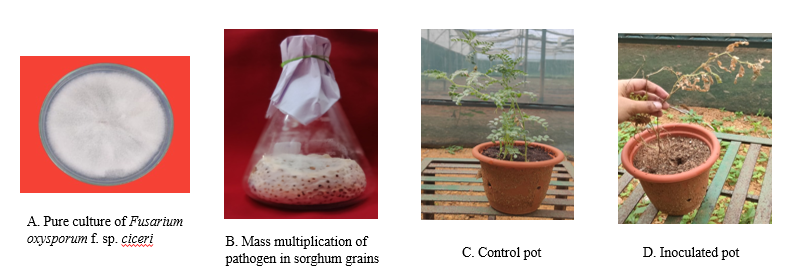 A. Pure culture of Fusarium
oxysporum f. sp. ciceri
B. Mass multiplication of
pathogen in sorghum grains
C. Control pot
D. Inoculated pot